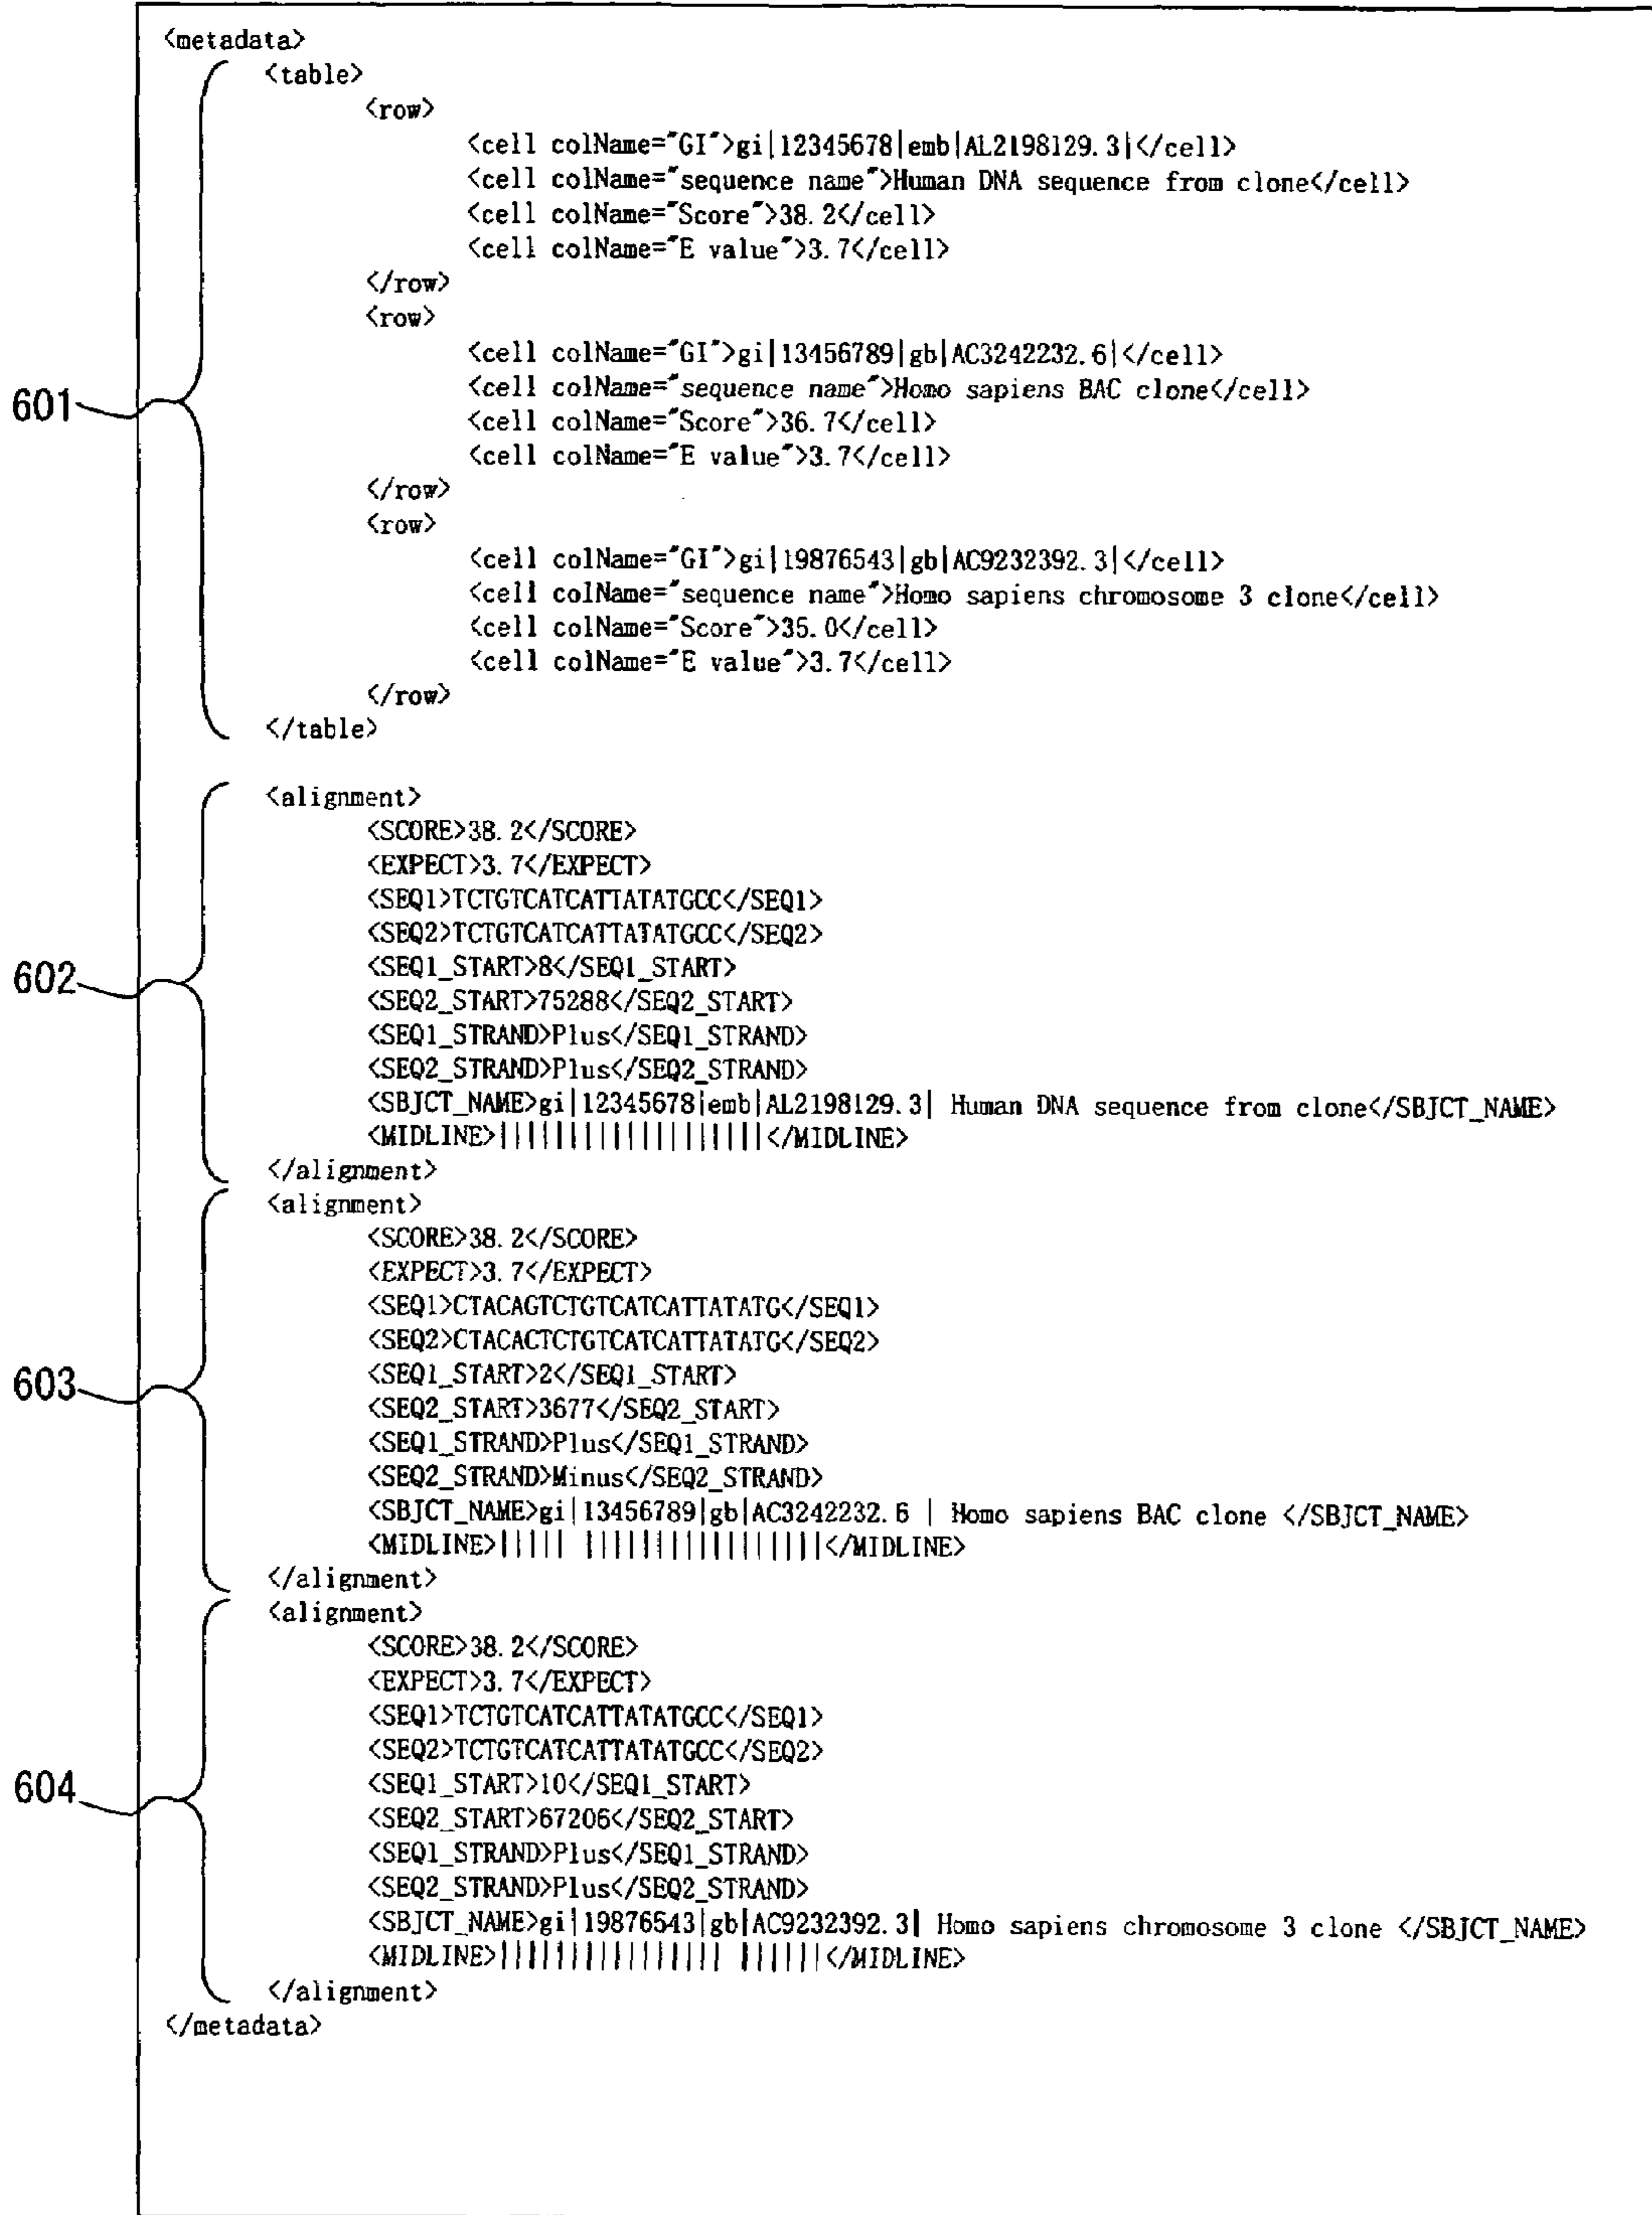 <metadata>
<table>
<row>
<cell colName="GI">gi|12345678|emb|AL2198129.3|</cell>
<cell colName="sequence name">Human DNA sequence from clone</cell>
<cell colName="Score">38.2</cell>
<cell colName="E value">3.7</cell>
</row>
<row>
<cell colName="GI">gi|13456789|gb|AC3242232.6|</cell>
<cell colName="sequence name">Homo sapiens BAC clone</cell>
<cell colName="Score">36.7</cell>
<cell colName="E value">3.7</cell>
</row>
<row>
<cell colName="GI">gi|19876543|gb|AC9232392.3|</cell>
<cell colName="sequence name">Homo sapiens chromosome 3 clone</cell>
<cell colName="Score">35.0</cell>
<cell colName="E value">3.7</cell>
</row>
</table>
601
<alignment>
<SCORE>38.2</SCORE>
<EXPECT>3.7</EXPECT>
<SEQ1>TCTGTCATCATTATATGCC</SEQ1>
<SEQ2>TCTGTCATCATTATATGCC</SEQ2>
<SEQ1_START>8</SEQ1_START>
<SEQ2_START>75288</SEQ2_START>
<SEQ1_STRAND>Plus</SEQ1_STRAND>
<SEQ2_STRAND>Plus</SEQ2_STRAND>
<SBJCT_NAME>gi|12345678|emb|AL2198129.3| Human DNA sequence from clone</SBJCT_NAME>
<MIDLINE>|||||||||||||||||||</MIDLINE>
</alignment>
602
<alignment>
<SCORE>38.2</SCORE>
<EXPECT>3.7</EXPECT>
<SEQ1>CTACAGTCTGTCATCATTATATG</SEQ1>
<SEQ2>CTACACTCTGTCATCATTATATG</SEQ2>
<SEQ1_START>2</SEQ1_START>
<SEQ2_START>3677</SEQ2_START>
<SEQ1_STRAND>Plus</SEQ1_STRAND>
<SEQ2_STRAND>Minus</SEQ2_STRAND>
<SBJCT_NAME>gi|13456789|gb|AC3242232.6 | Homo sapiens BAC clone </SBJCT_NAME>
<MIDLINE>||||| |||||||||||||||||</MIDLINE>
</alignment>
603
<alignment>
<SCORE>38.2</SCORE>
<EXPECT>3.7</EXPECT>
<SEQ1>TCTGTCATCATTATATGCC</SEQ1>
<SEQ2>TCTGTCATCATTATATGCC</SEQ2>
<SEQ1_START>10</SEQ1_START>
<SEQ2_START>67206</SEQ2_START>
<SEQ1_STRAND>Plus</SEQ1_STRAND>
<SEQ2_STRAND>Plus</SEQ2_STRAND>
<SBJCT_NAME>gi|19876543|gb|AC9232392.3| Homo sapiens chromosome 3 clone </SBJCT_NAME>
<MIDLINE>|||||||||||||||| ||||||</MIDLINE>
</alignment>
604
</metadata>